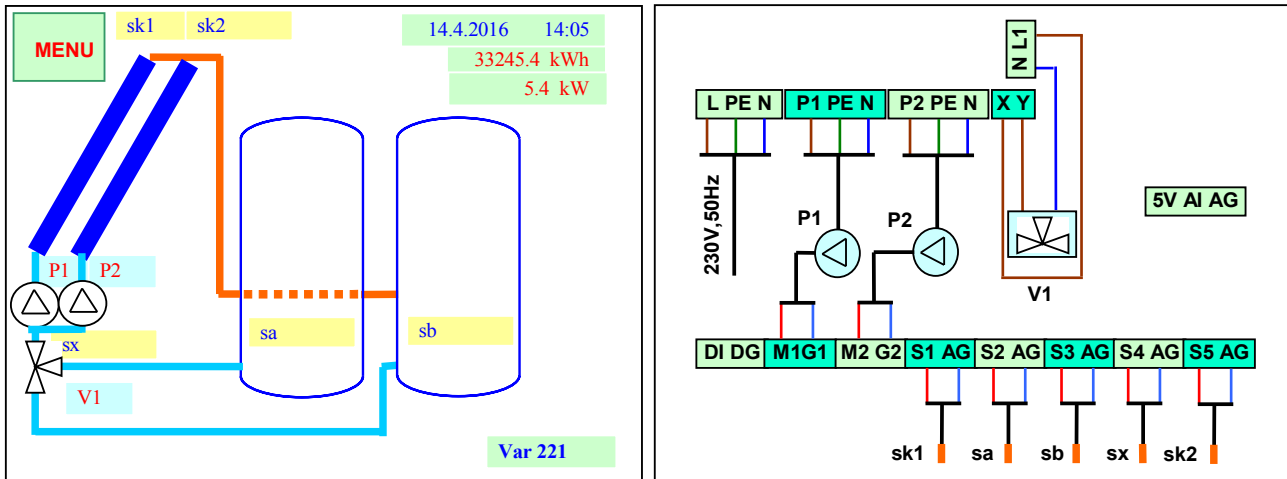 sk1 sk2
14.4.2016 14:05
MENU
33245.4 kWh
5.4 kW
P1 P2
sx
sa
sb
V1
Var 221
N L1
L PE N P1 PE N P2 PE N X Y
5V AI AG
230V,50Hz
P1
P2
V1
DI DG M1G1 M2 G2 S1 AG S2 AG S3 AG S4 AG S5 AG
sk1 sa sb sx sk2